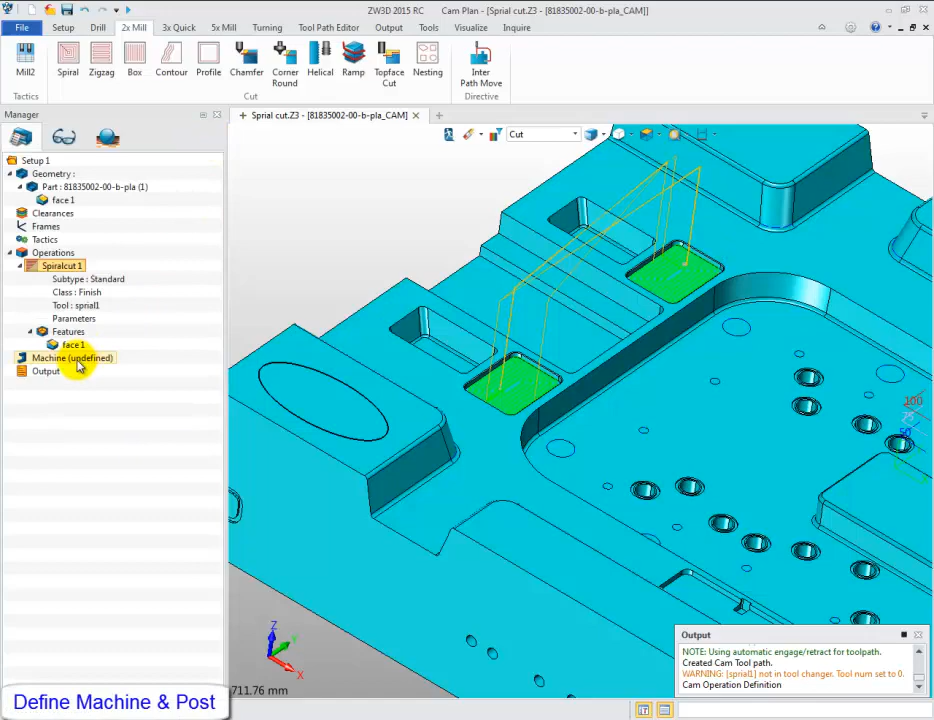 ZW3D 2015 RC
Cam Plan - [Sprial cut.Z3 - [81835002-00-b-pla_CAM]]
File
Setup
Drill
2x Mill
3x Quick
5x Mill
Turning
Tool Path Editor
Output
Tools
Visualize
Inquire
Mill2
Spiral
Zigzag
Box
Contour
Profile
Chamfer
Corner
Round
Helical
Ramp
Topface
Cut
Nesting
Inter
Path Move
Tactics
Cut
Directive
Manager
Sprial cut.Z3 - [81835002-00-b-pla_CAM]
Cut
Setup 1
Geometry :
Part : 81835002-00-b-pla (1)
face1
Clearances
Frames
Tactics
Operations
Spiralcut 1
Subtype : Standard
Class : Finish
Tool : sprial1
Parameters
Features
face1
Machine (undefined)
Output
100
75
50
Z
Y
X
711.76 mm
Output
NOTE: Using automatic engage/retract for toolpath.
Created Cam Tool path.
WARNING: [sprial1] not in tool changer. Tool num set to 0.
Cam Operation Definition
Define Machine & Post